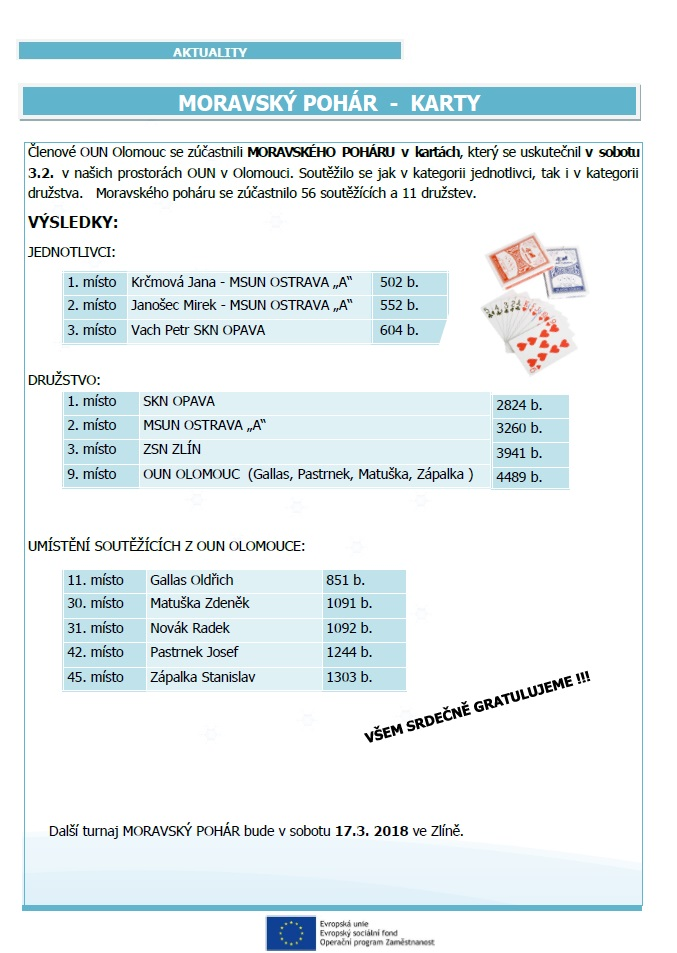 AKTUALITY
MORAVSKÝ POHÁR - KARTY
Členové OUN Olomouc se zúčastnili MORAVSKÉHO POHÁRU v kartách, který se uskutečnil v sobotu
3.2. v našich prostorách OUN v Olomouci. Soutěžilo se jak v kategorii jednotlivci, tak i v kategorii
družstva. Moravského poháru se zúčastnilo 56 soutěžících a 11 družstev.
VÝSLEDKY:
JEDNOTLIVCI:
1. místo Krčmová Jana - MSUN OSTRAVA „A“ 502 b.
2. místo Janošec Mirek - MSUN OSTRAVA „A“ 552 b.
3. místo Vach Petr SKN OPAVA 604 b.
DRUŽSTVO:
1. místo SKN OPAVA 2824 b.
2. místo MSUN OSTRAVA „A“ 3260 b.
3. místo ZSN ZLÍN 3941 b.
9. místo OUN OLOMOUC (Gallas, Pastrnek, Matuška, Zápalka ) 4489 b.
UMÍSTĚNÍ SOUTĚŽÍCÍCH Z OUN OLOMOUCE:
11. místo Gallas Oldřich 851 b.
30. místo Matuška Zdeněk 1091 b.
31. místo Novák Radek 1092 b.
42. místo Pastrnek Josef 1244 b.
45. místo Zápalka Stanislav 1303 b.
VŠEM SRDEČNĚ GRATULUJEME !!!
Další turnaj MORAVSKÝ POHÁR bude v sobotu 17.3. 2018 ve Zlíně.
Evropská unie
Evropský sociální fond
Operační program Zaměstnanost